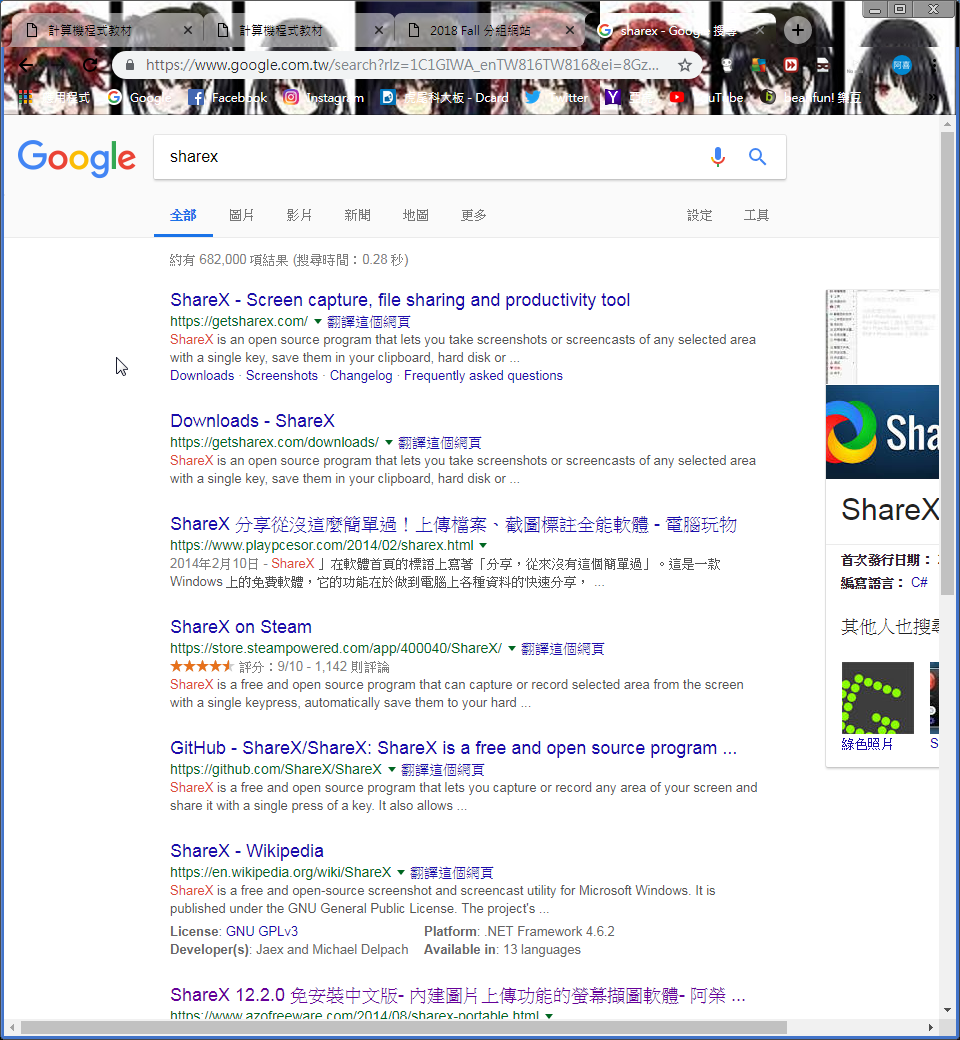 計算機程式教材
計算機程式教材
2018 Fall 分組網站
sharex - Goog 搜尋
https://www.google.com.tw/search?rlz=1C1GIWA_enTW816TW816&ei=8Gz...
阿喜
用程式
Google
Facebook
Instagram
科大板 - Dcard
Twitter
YouTube
beanfun! 樂豆
Google
sharex
全部 圖片 影片 新聞 地圖 更多 設定 工具
約有 682,000 項結果 (搜尋時間：0.28 秒)
ShareX - Screen capture, file sharing and productivity tool
https://getsharex.com/ 翻譯這個網頁
ShareX is an open source program that lets you take screenshots or screencasts of any selected area
with a single key, save them in your clipboard, hard disk or ...
Downloads · Screenshots · Changelog · Frequently asked questions
Downloads - ShareX
https://getsharex.com/downloads/ 翻譯這個網頁
ShareX is an open source program that lets you take screenshots or screencasts of any selected area
with a single key, save them in your clipboard, hard disk or ...
ShareX 分享從沒這麼簡單過！上傳檔案、截圖標註全能軟體 - 電腦玩物
https://www.playpcesor.com/2014/02/sharex.html
2014年2月10日 - ShareX 」在軟體首頁的標語上寫著「分享，從來沒有這個簡單過」。這是一款
Windows 上的免費軟體，它的功能在於做到電腦上各種資料的快速分享， ...
ShareX on Steam
https://store.steampowered.com/app/400040/ShareX/ 翻譯這個網頁
評分：9/10 - 1,142 則評論
ShareX is a free and open source program that can capture or record selected area from the screen
with a single keypress, automatically save them to your hard ...
GitHub - ShareX/ShareX: ShareX is a free and open source program ...
https://github.com/ShareX/ShareX 翻譯這個網頁
ShareX is a free and open source program that lets you capture or record any area of your screen and
share it with a single press of a key. It also allows ...
ShareX - Wikipedia
https://en.wikipedia.org/wiki/ShareX 翻譯這個網頁
ShareX is a free and open-source screenshot and screencast utility for Microsoft Windows. It is
published under the GNU General Public License. The project's ...
License: GNU GPLv3 Platform: .NET Framework 4.6.2
Developer(s): Jaex and Michael Delpach Available in: 13 languages
ShareX 12.2.0 免安裝中文版- 內建圖片上傳功能的螢幕擷圖軟體- 阿榮 ...
https://www.azofreeware.com/2014/08/sharex-portable.html
Sha
ShareX
首次發行日期：
編寫語言： C#
其他人也搜尋
綠色照片
S